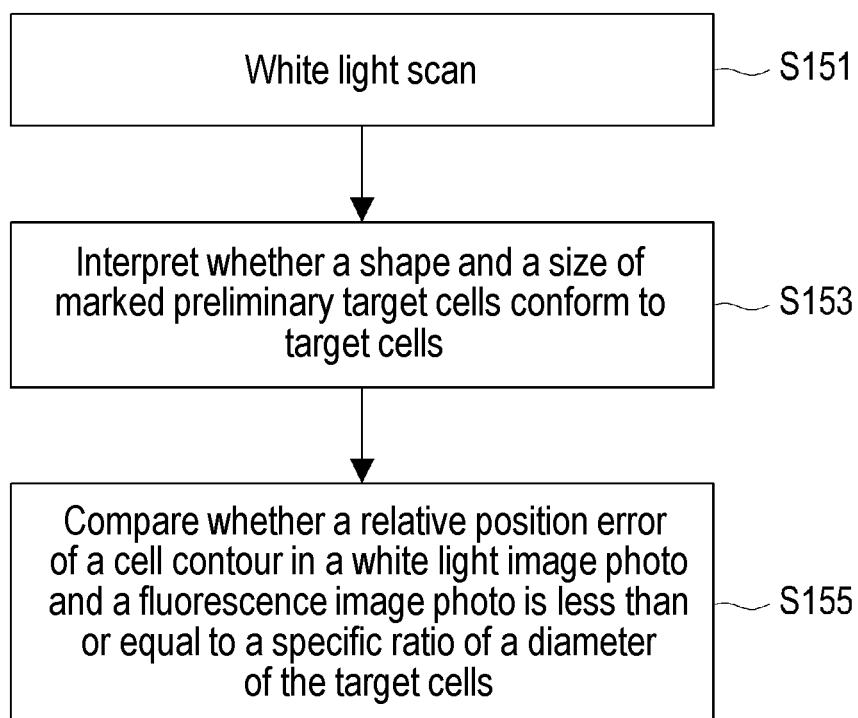 White light scan
S151
Interpret whether a shape and a size of
marked preliminary target cells conform to
target cells
S153
Compare whether a relative position error
of a cell contour in a white light image photo
and a fluorescence image photo is less than
or equal to a specific ratio of a diameter
of the target cells
S155